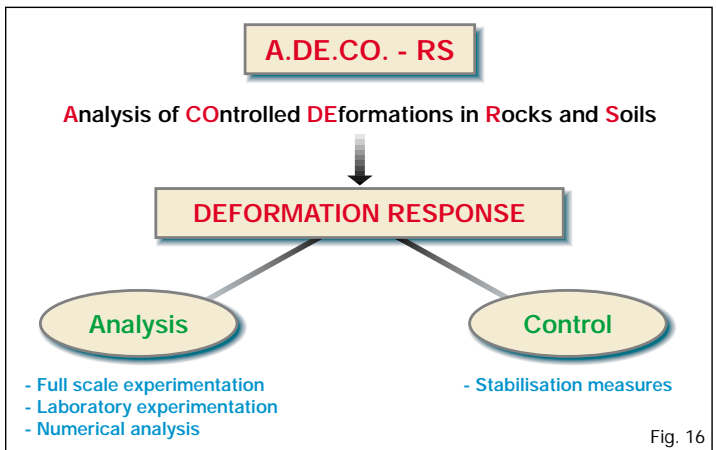 A.DE.CO. - RS
Analysis of COntrolled DEformations in Rocks and Soils
DEFORMATION RESPONSE
Analysis
- Full scale experimentation
- Laboratory experimentation
- Numerical analysis
Control
- Stabilisation measures
Fig. 16